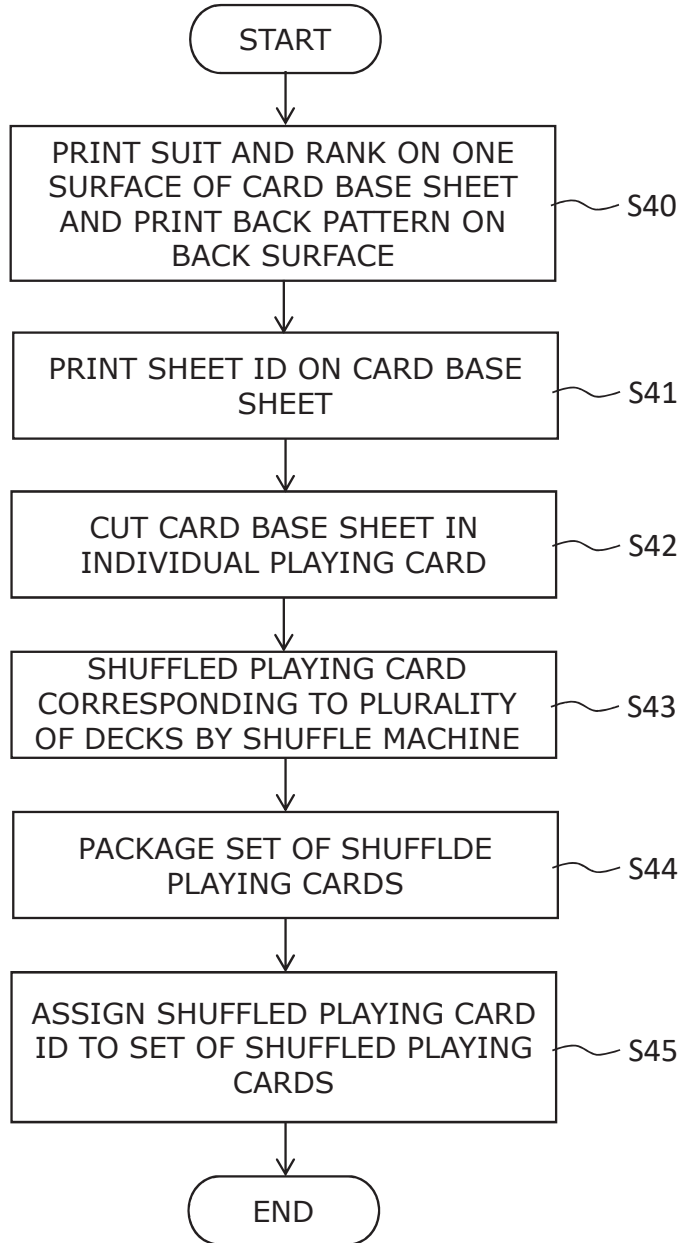 START
PRINT SUIT AND RANK ON ONE
SURFACE OF CARD BASE SHEET
AND PRINT BACK PATTERN ON
BACK SURFACE
S40
PRINT SHEET ID ON CARD BASE
SHEET
S41
CUT CARD BASE SHEET IN
INDIVIDUAL PLAYING CARD
S42
SHUFFLED PLAYING CARD
CORRESPONDING TO PLURALITY
OF DECKS BY SHUFFLE MACHINE
S43
PACKAGE SET OF SHUFFLDE
PLAYING CARDS
S44
ASSIGN SHUFFLED PLAYING CARD
ID TO SET OF SHUFFLED PLAYING
CARDS
S45
END